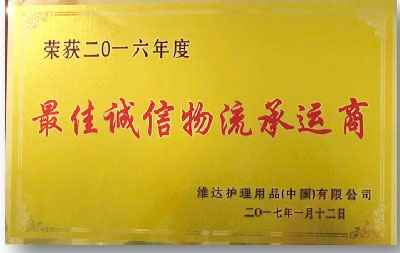 荣获二〇一六年度
最佳诚信物流承运商
维达护理用品(中国)有限公司
二〇一七年一月十二日